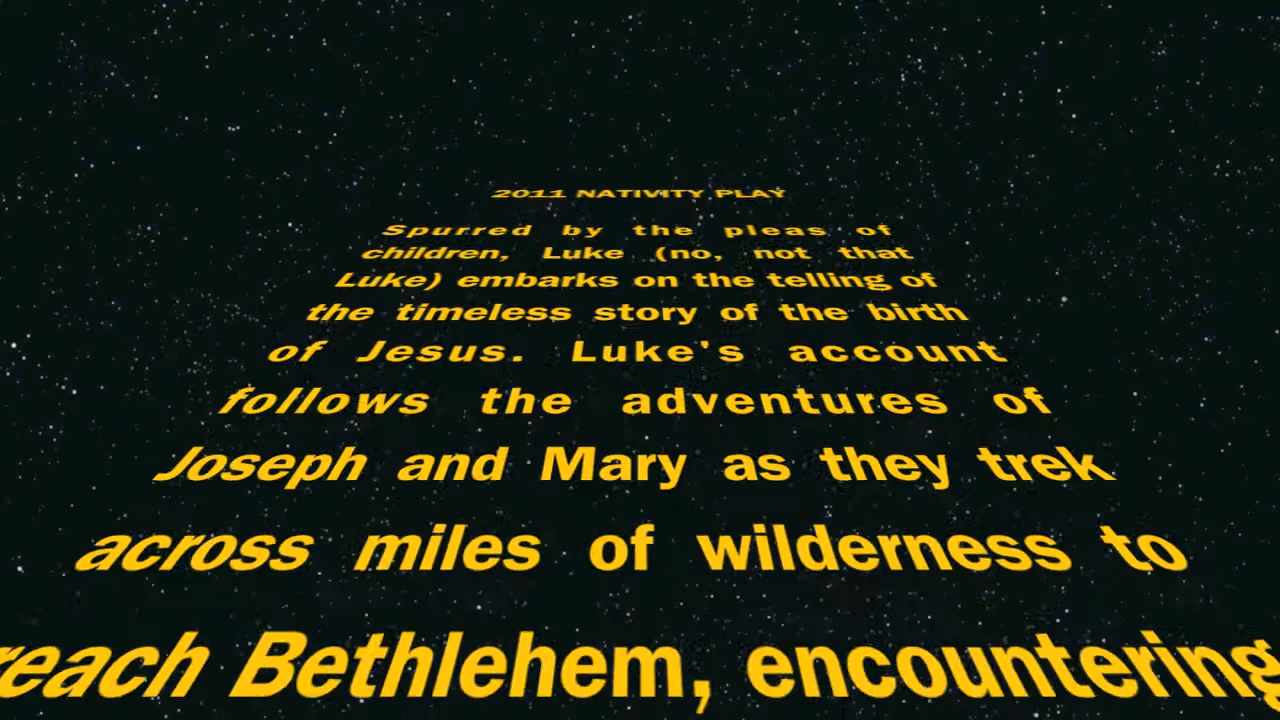 2011 NATIVITY PLAY
Spurred by the pleas of
children, Luke (no, not that
Luke) embarks on the telling of
the timeless story of the birth
of Jesus. Luke's account
follows the adventures of
Joseph and Mary as they trek
across miles of wilderness to
reach Bethlehem, encountering